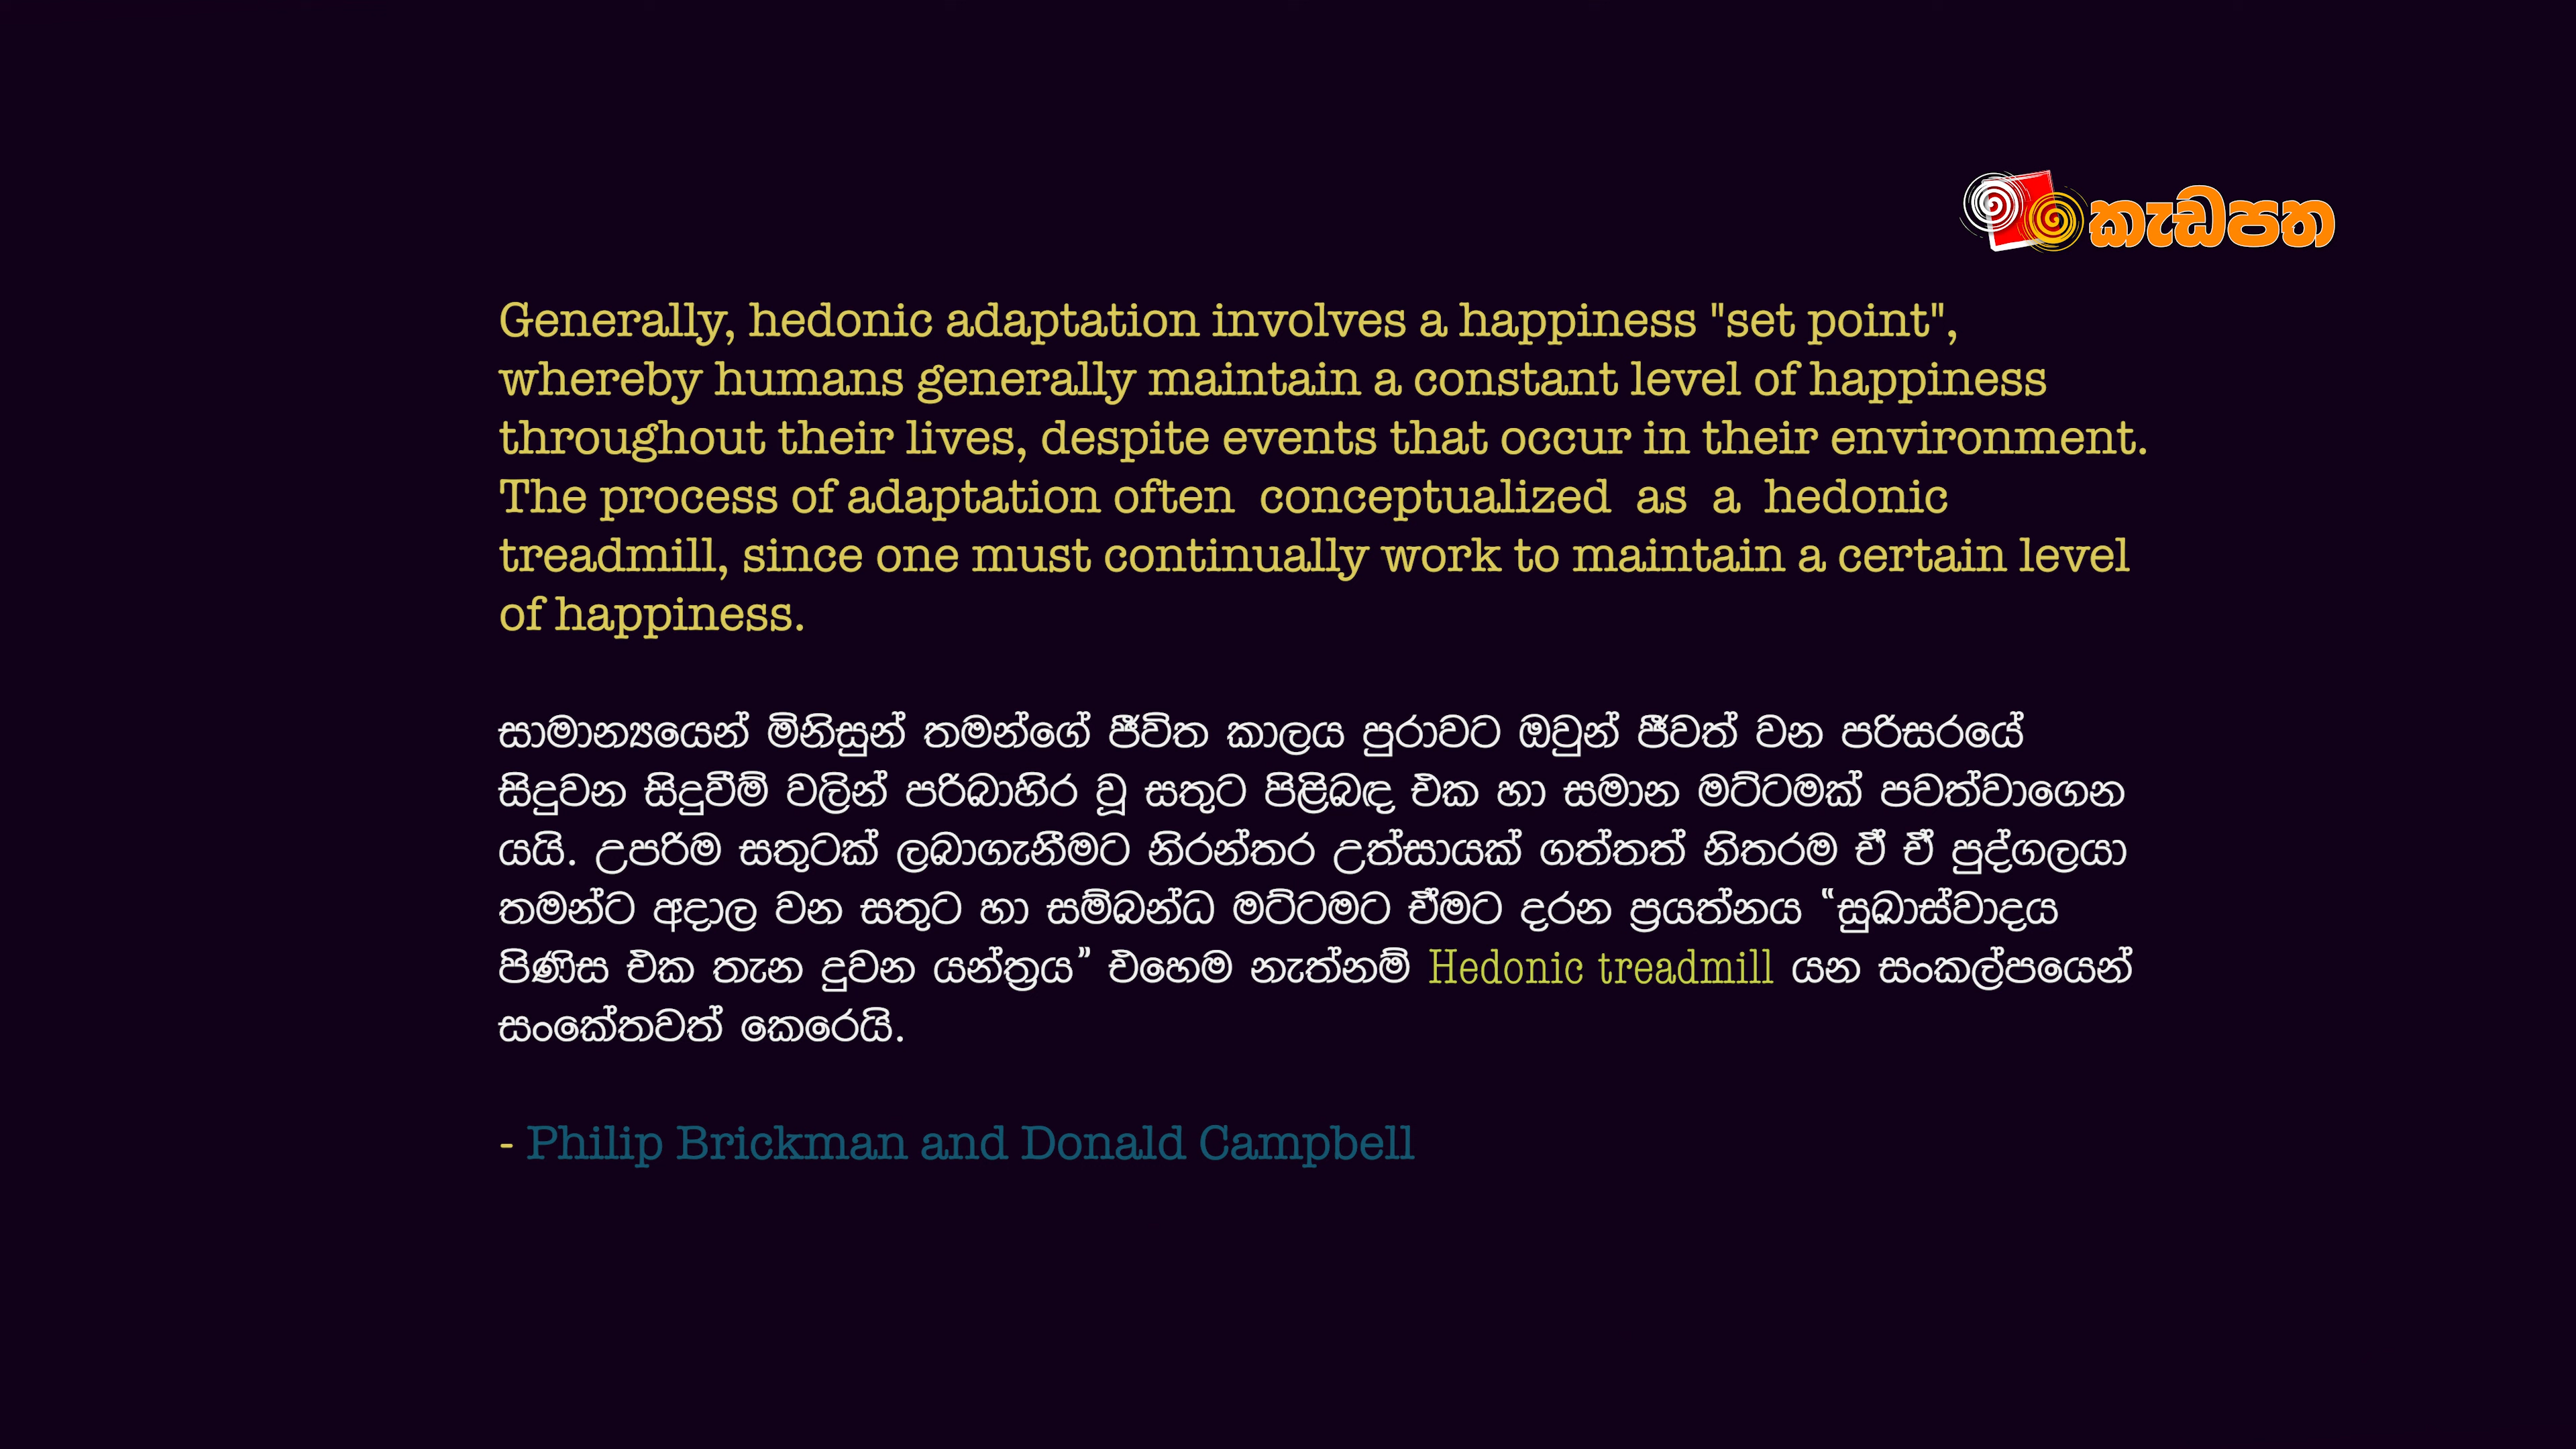 කැඩපත
Generally, hedonic adaptation involves a happiness "set point",
whereby humans generally maintain a constant level of happiness
throughout their lives, despite events that occur in their environment.
The process of adaptation often conceptualized as a hedonic
treadmill, since one must continually work to maintain a certain level
of happiness.
සාමාන්‍යයෙන් මිනිසුන් තමන්ගේ ජීවිත කාලය පුරාවට ඔවුන් ජීවත් වන පරිසරයේ
සිදුවන සිදුවීම් වලින් පරිබාහිර වූ සතුට පිළිබඳ එක හා සමාන මට්ටමක් පවත්වාගෙන
යයි. උපරිම සතුටක් ලබාගැනීමට නිරන්තර උත්සායක් ගත්තත් නිතරම ඒ ඒ පුද්ගලයා
තමන්ට අදාල වන සතුට හා සම්බන්ධ මට්ටමට ඒමට දරන ප්‍රයත්නය “සුඛාස්වාදය
පිණිස එක තැන දුවන යන්ත්‍රය” එහෙම නැත්නම් Hedonic treadmill යන සංකල්පයෙන්
සංකේතවත් කෙරෙයි.
- Philip Brickman and Donald Campbell